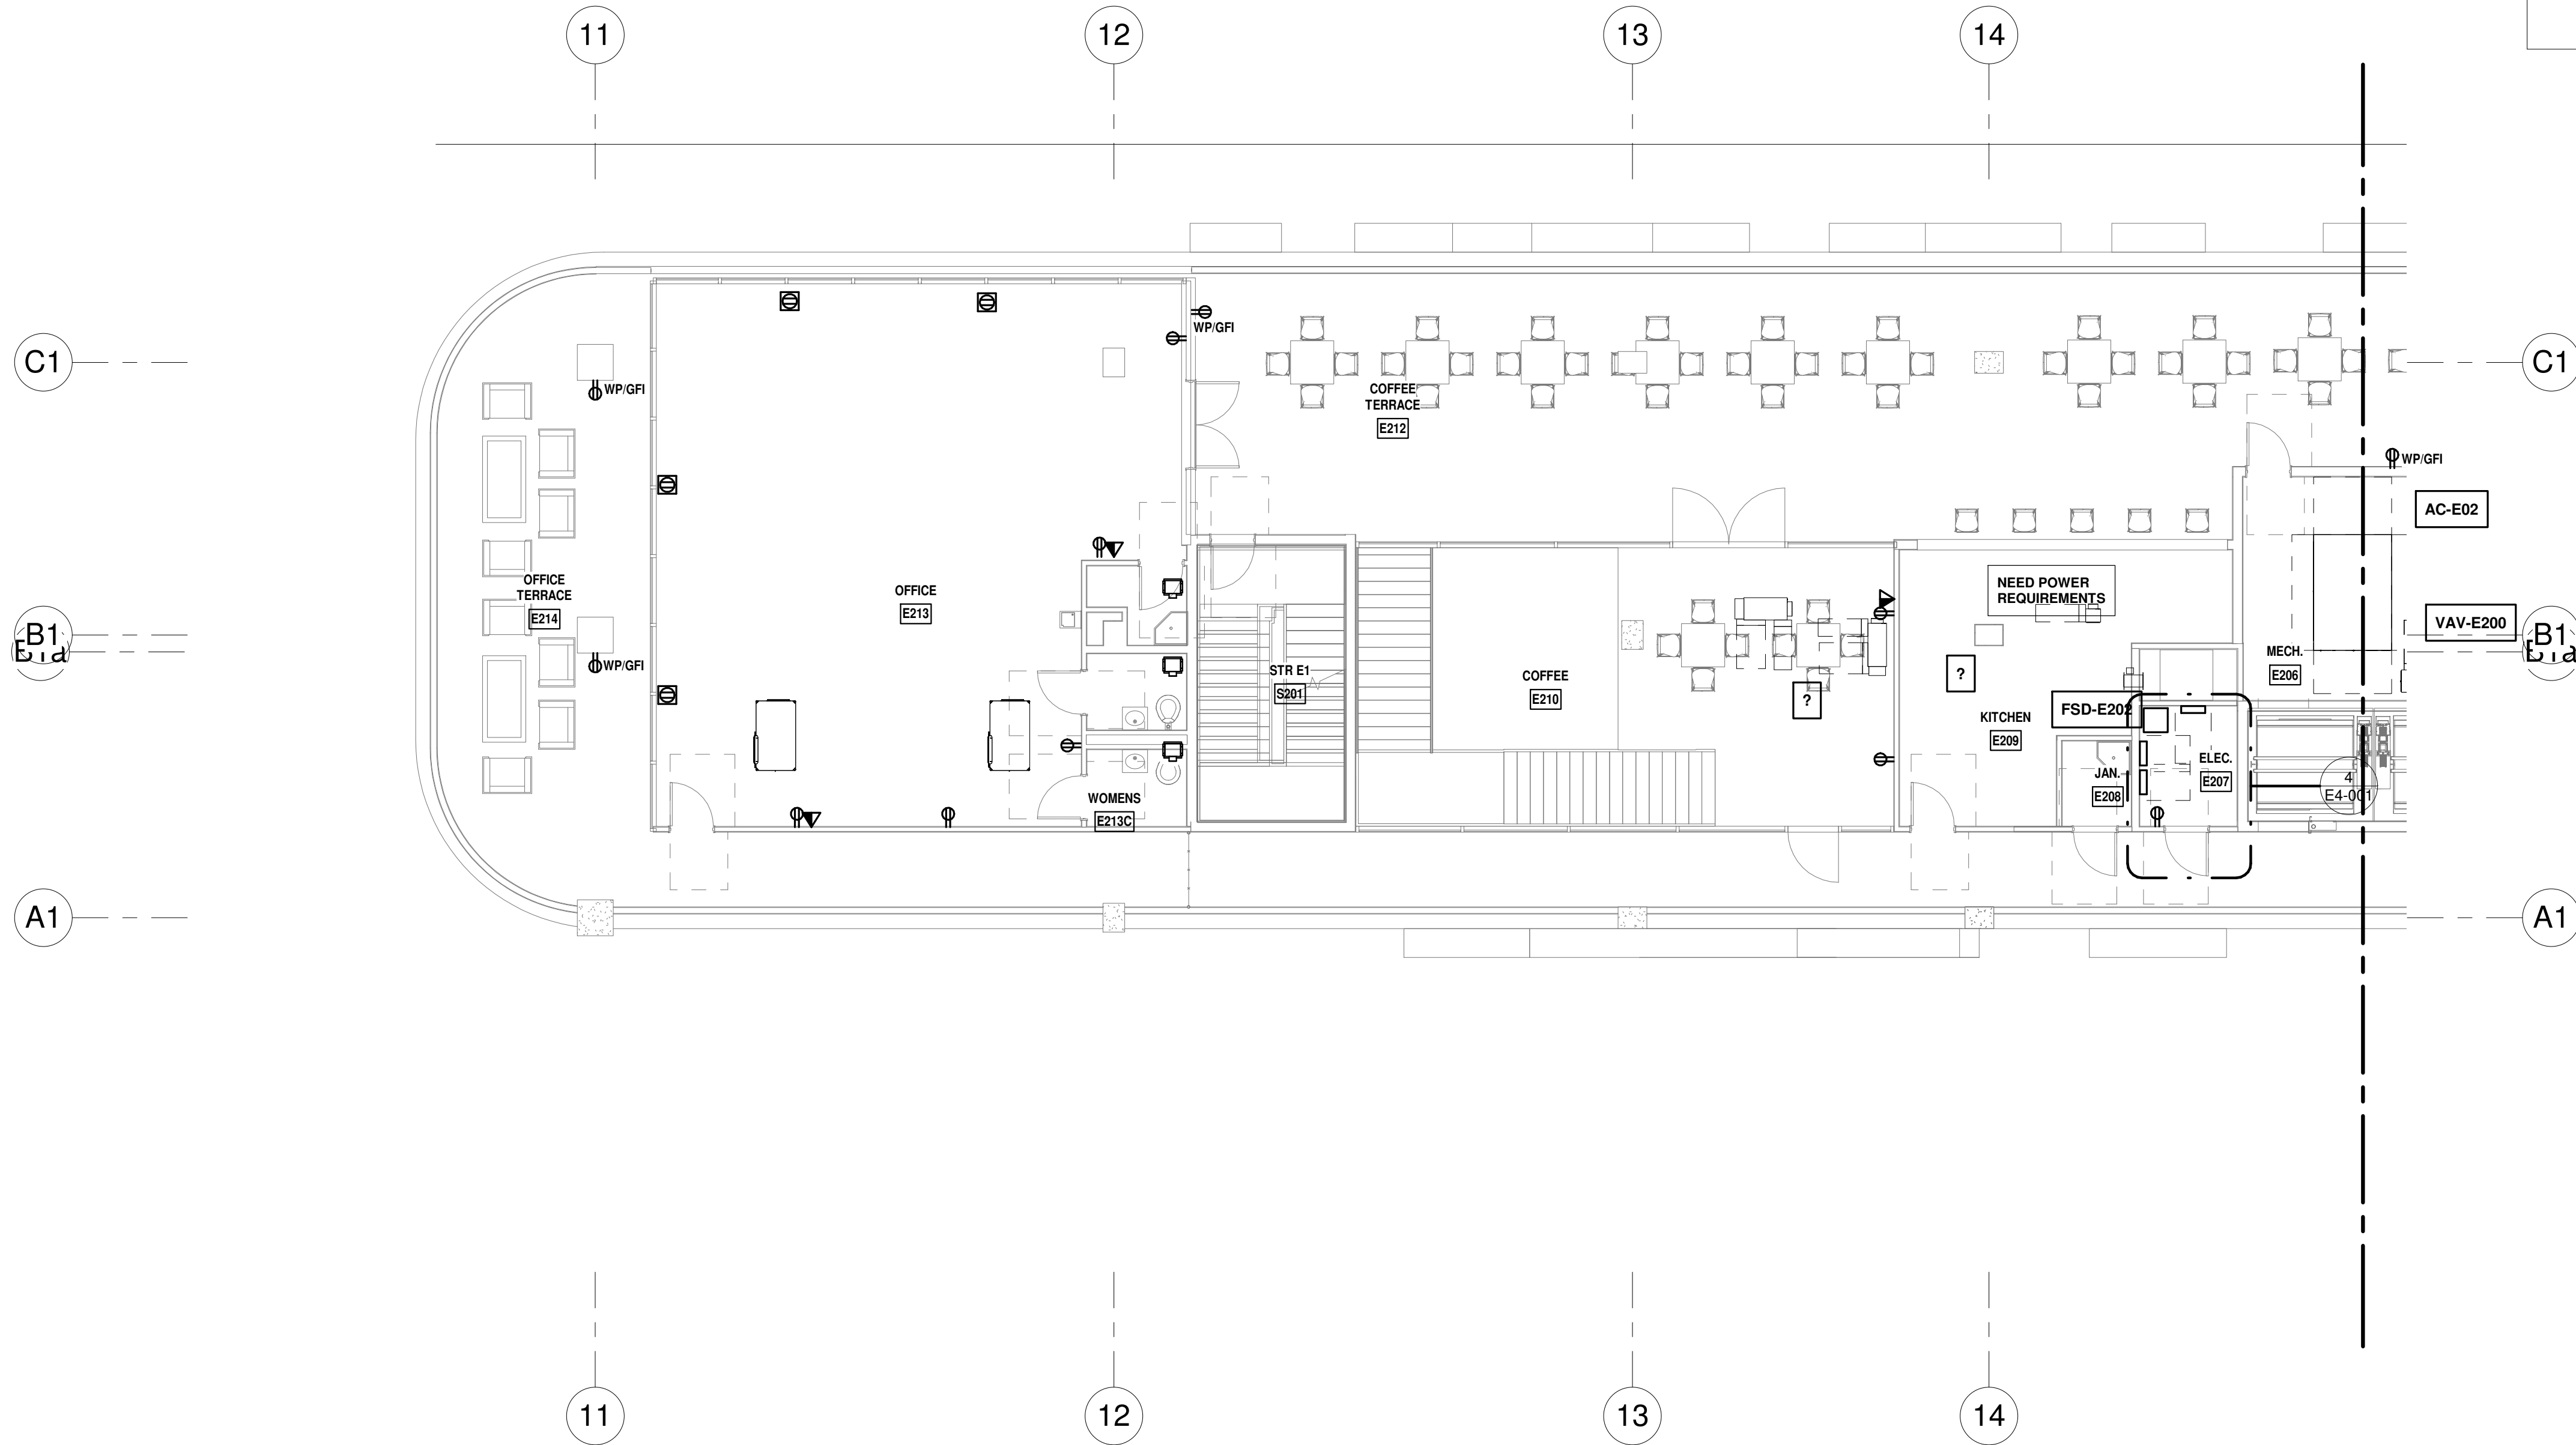 11
12
13
14
C1
C1
WP/GFI
WP/GFI
COFFEE
TERRACE
E212
WP/GFI
AC-E02
OFFICE
TERRACE
E214
OFFICE
E213
NEED POWER
REQUIREMENTS
B1
B1a
VAV-E200
B1
WP/GFI
STR E1
S201
COFFEE
E210
?
?
MECH.
E206
FSD-E202
KITCHEN
E209
ELEC.
E207
JAN.
E208
4
E4-001
WOMENS
E213C
A1
A1
11
12
13
14